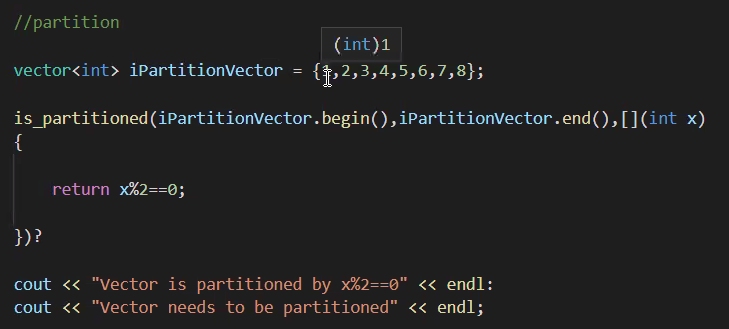 //partition
(int)1
vector<int> iPartitionVector = {1,2,3,4,5,6,7,8};
is_partitioned(iPartitionVector.begin(),iPartitionVector.end(),[](int x)
{
return x%2==0;
})?
cout << "Vector is partitioned by x%2==0" << endl:
cout << "Vector needs to be partitioned" << endl;